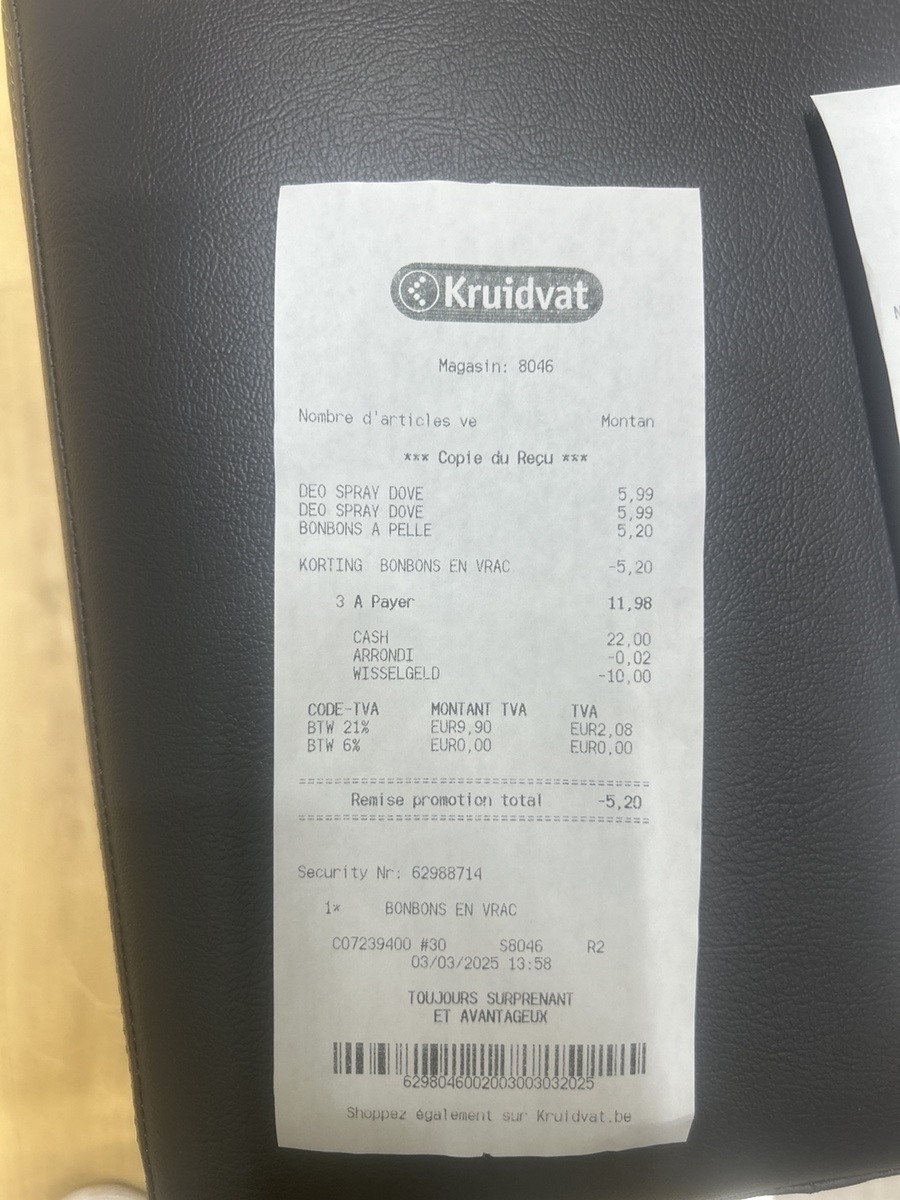 Kruidvat
Magasin: 8046
Nombre d'articles ve Montan
*** Copie du Reçu ***
DEO SPRAY DOVE 5,99
DEO SPRAY DOVE 5,99
BONBONS A PELLE 5,20
KORTING BONBONS EN VRAC -5,20
3 A Payer 11,98
CASH 22,00
ARRONDI -0,02
WISSELGELD -10,00
CODE-TVA MONTANT TVA TVA
BTW 21% EUR9,90 EUR2,08
BTW 6% EUR0,00 EUR0,00
========================================
Remise promotion total -5,20
========================================
Security Nr: 62988714
1* BONBONS EN VRAC
C07239400 #30 S8046 R2
03/03/2025 13:58
TOUJOURS SURPRENANT
ET AVANTAGEUX
6298046002003003032025
Shoppez également sur Kruidvat.be